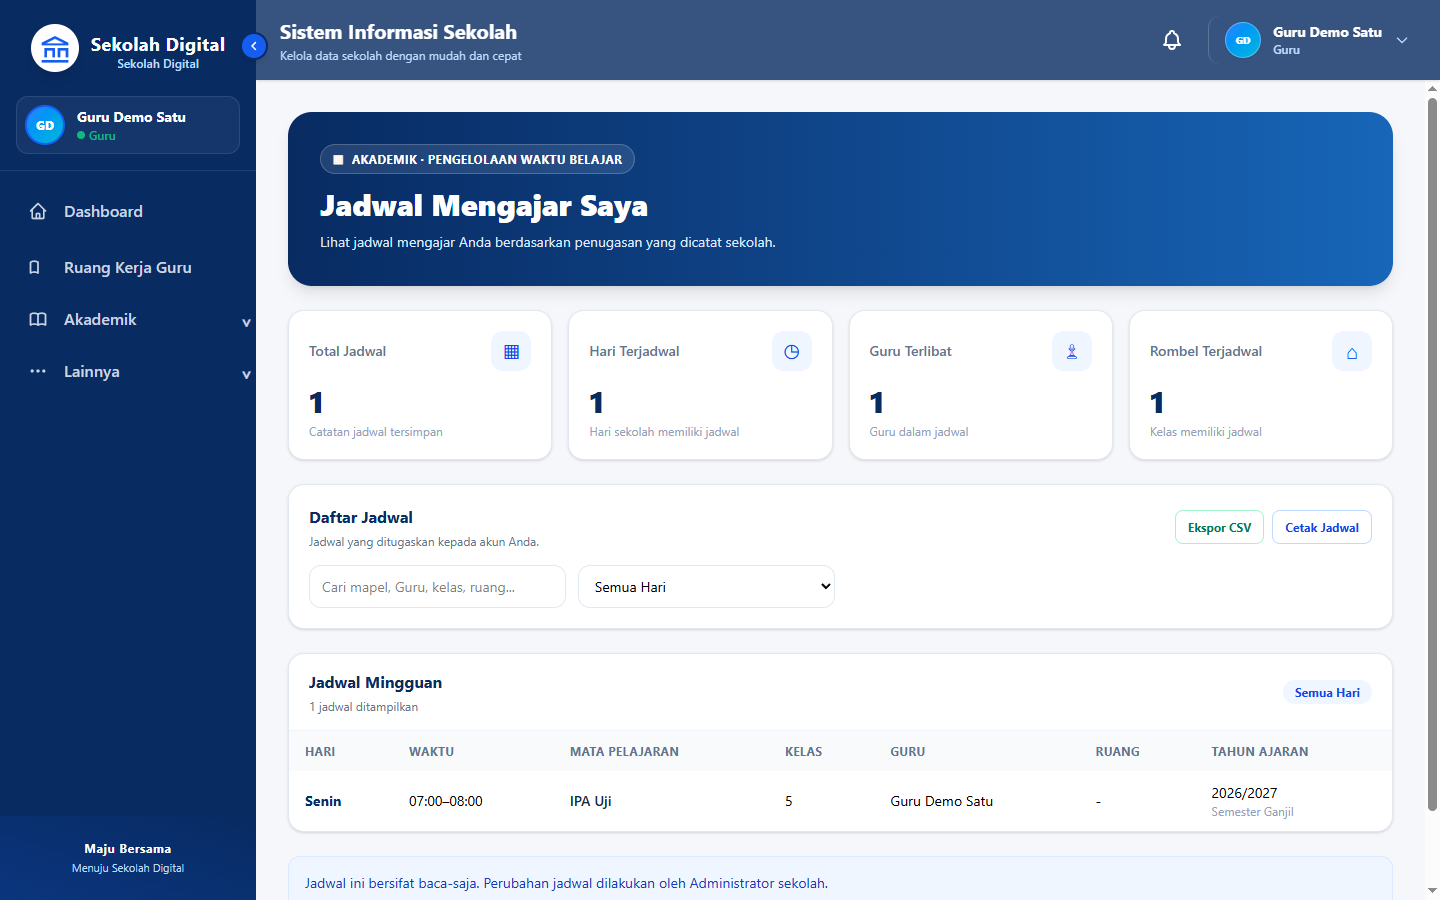 Sekolah Digital
Sekolah Digital
GD
Guru Demo Satu
Guru
Dashboard
Ruang Kerja Guru
Akademik
Lainnya
Maju Bersama
Menuju Sekolah Digital
Sistem Informasi Sekolah
Kelola data sekolah dengan mudah dan cepat
GD
Guru Demo Satu
Guru
AKADEMIK · PENGELOLAAN WAKTU BELAJAR
Jadwal Mengajar Saya
Lihat jadwal mengajar Anda berdasarkan penugasan yang dicatat sekolah.
Total Jadwal
1
Catatan jadwal tersimpan
Hari Terjadwal
1
Hari sekolah memiliki jadwal
Guru Terlibat
1
Guru dalam jadwal
Rombel Terjadwal
1
Kelas memiliki jadwal
Daftar Jadwal
Jadwal yang ditugaskan kepada akun Anda.
Ekspor CSV
Cetak Jadwal
Cari mapel, Guru, kelas, ruang...
Semua Hari
Jadwal Mingguan
1 jadwal ditampilkan
Semua Hari
HARI WAKTU MATA PELAJARAN KELAS GURU RUANG TAHUN AJARAN
Senin 07:00–08:00 IPA Uji 5 Guru Demo Satu - 2026/2027
Semester Ganjil
Jadwal ini bersifat baca-saja. Perubahan jadwal dilakukan oleh Administrator sekolah.